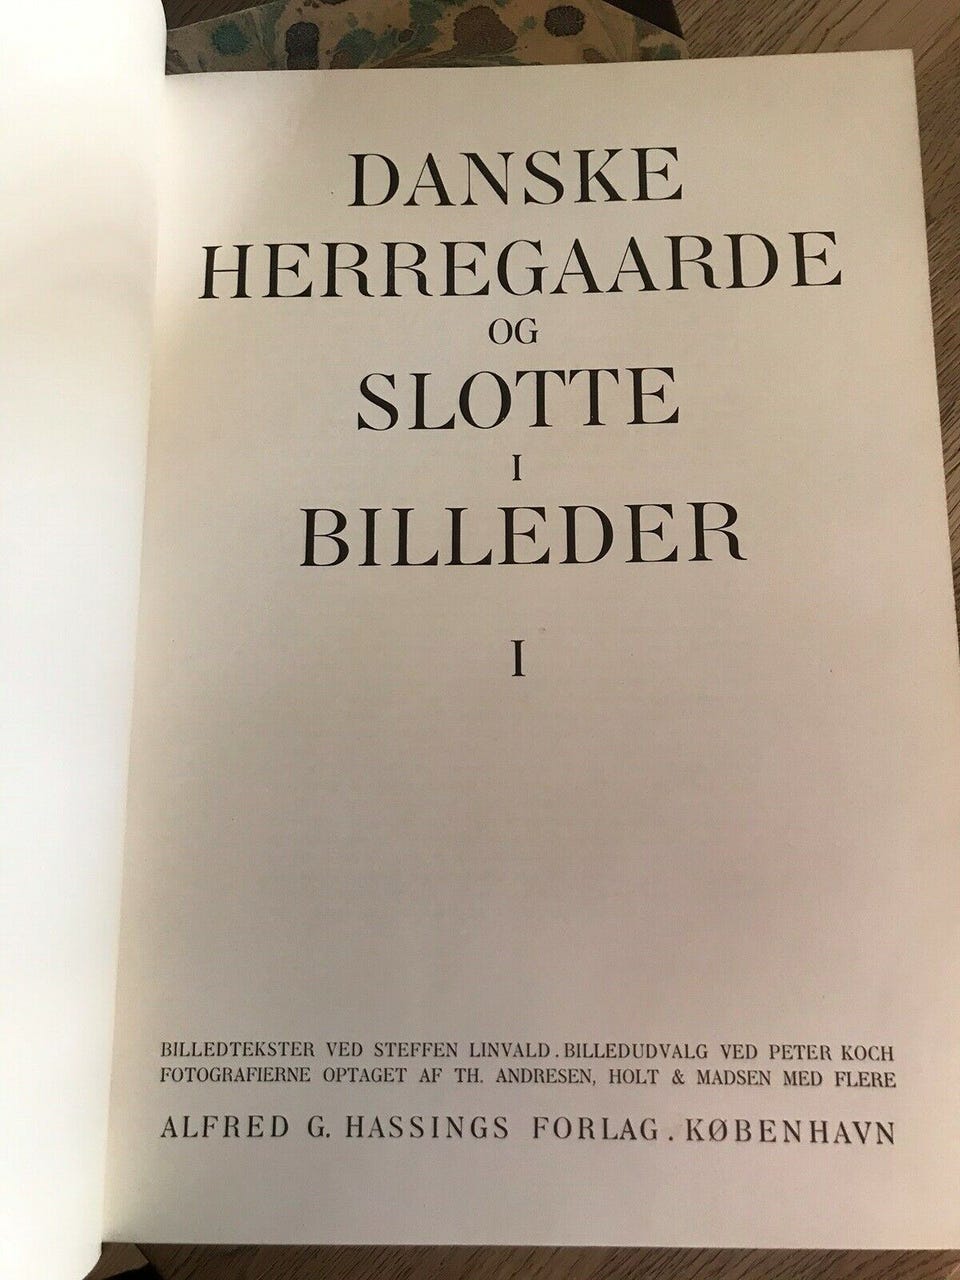 DANSKE
HERREGAARDE
OG
SLOTTE
I
BILLEDER
I
BILLEDTEKSTER VED STEFFEN LINVALD. BILLEDUDVALG VED PETER KOCH
FOTOGRAFIERNE OPTAGET AF TH. ANDRESEN, HOLT & MADSEN MED FLERE
ALFRED G. HASSINGS FORLAG. KØBENHAVN